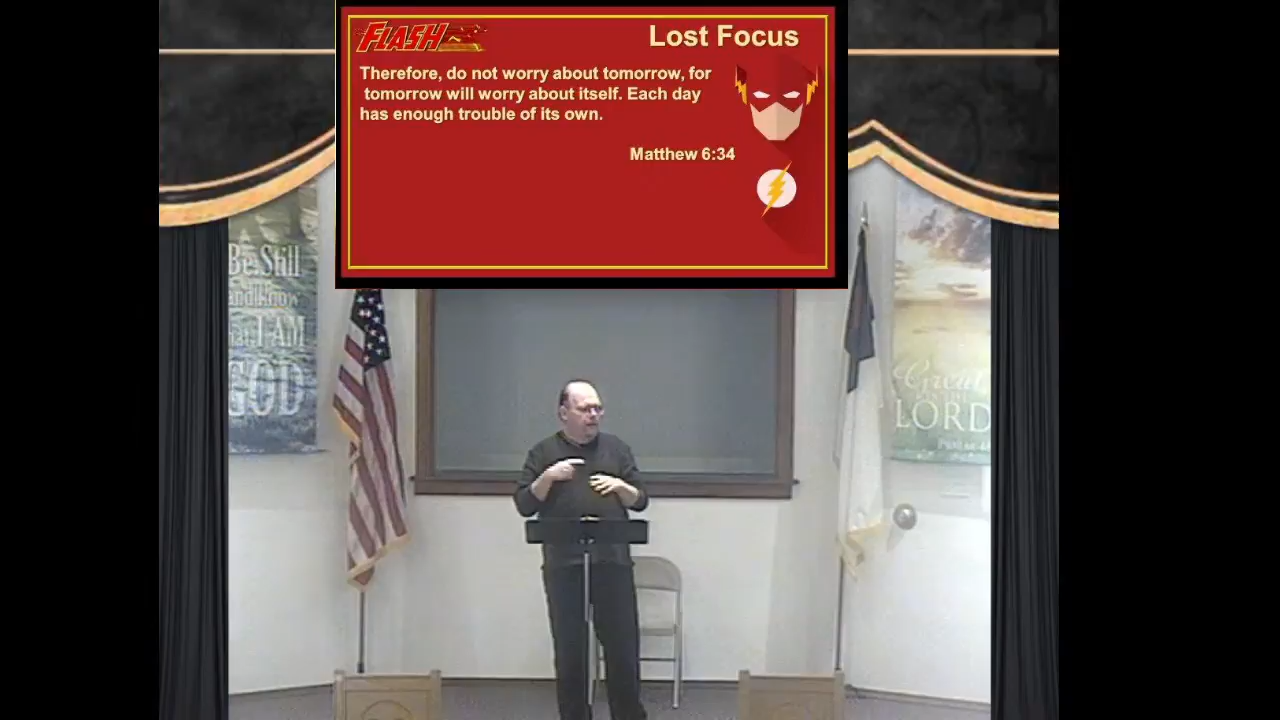 FLASH
Lost Focus
Therefore, do not worry about tomorrow, for
tomorrow will worry about itself. Each day
has enough trouble of its own.
Matthew 6:34
Be Still
and Know
that I AM
GOD
Great
LORD